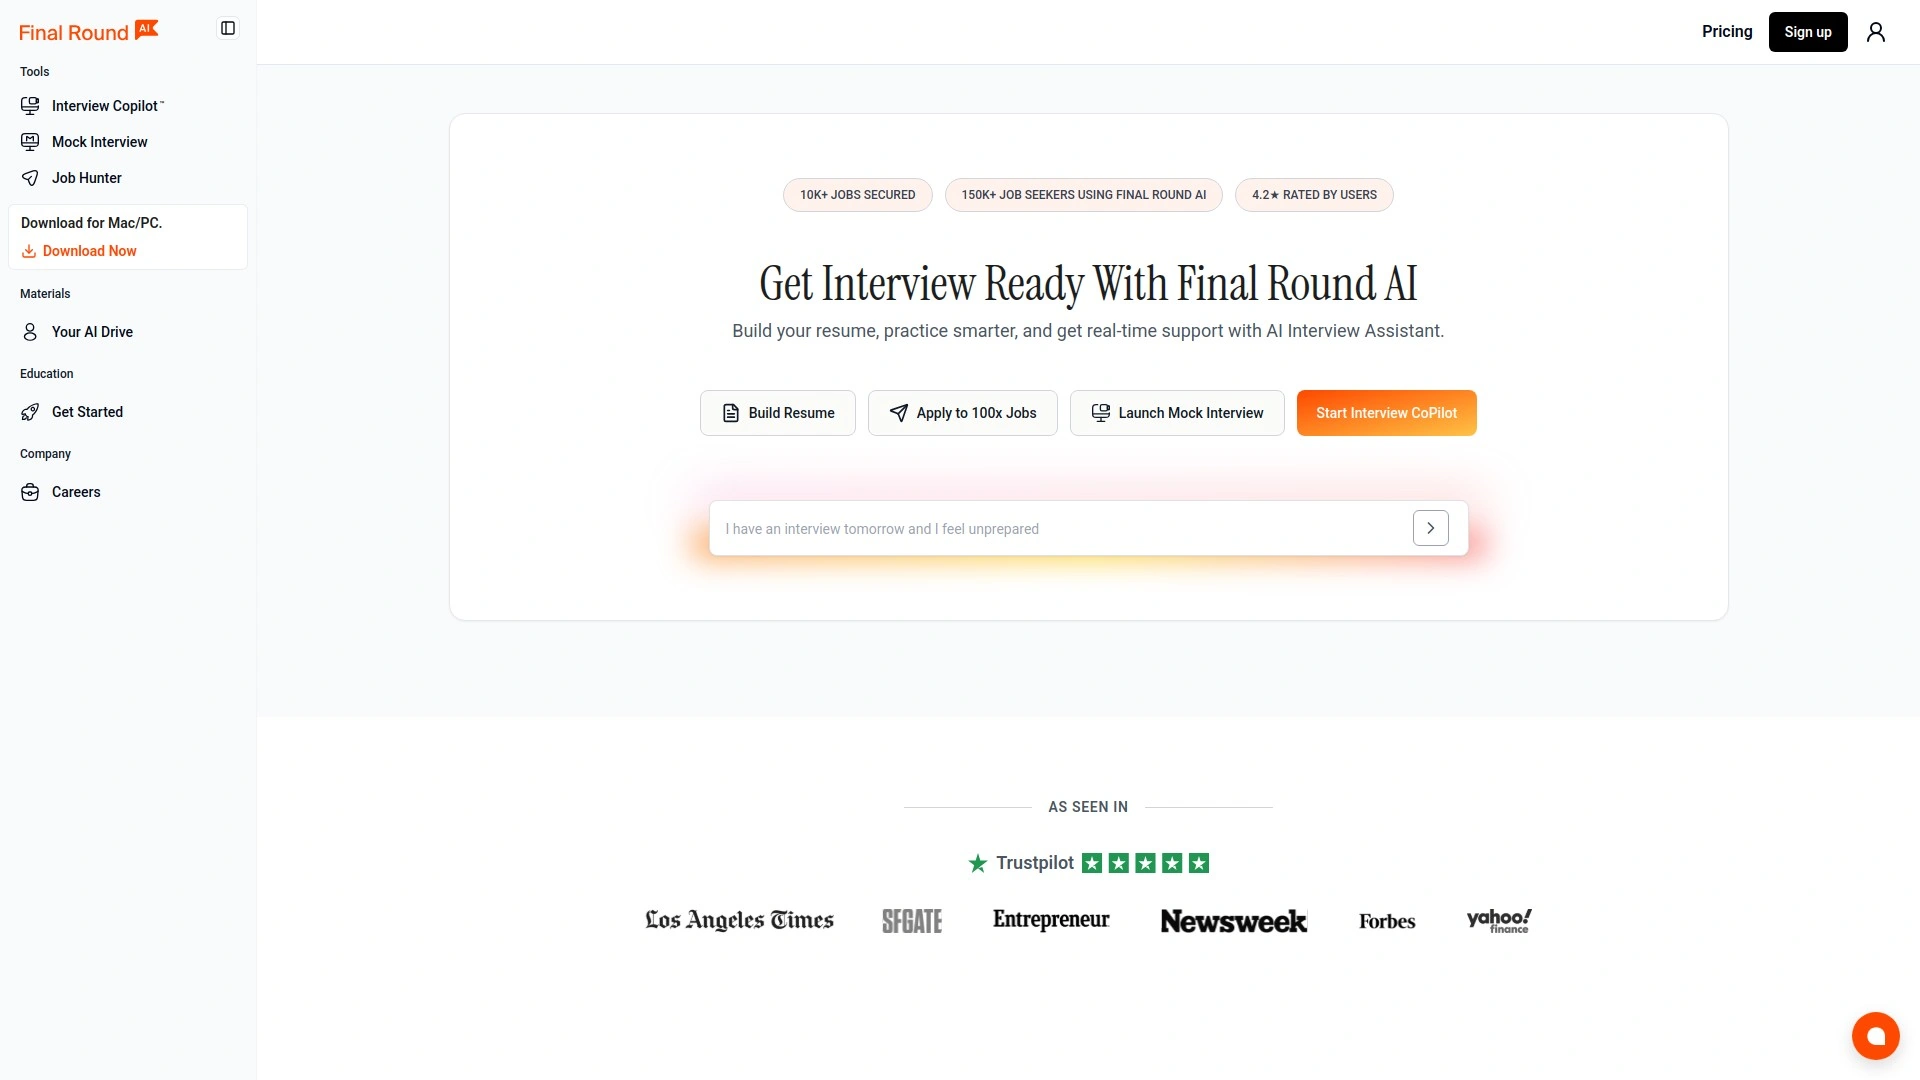 Final Round AI
Tools
Interview Copilot™
Mock Interview
Job Hunter
Download for Mac/PC.
Download Now
Materials
Your AI Drive
Education
Get Started
Company
Careers
Pricing
Sign up
10K+ JOBS SECURED
150K+ JOB SEEKERS USING FINAL ROUND AI
4.2★ RATED BY USERS
Get Interview Ready With Final Round AI
Build your resume, practice smarter, and get real-time support with AI Interview Assistant.
Build Resume
Apply to 100x Jobs
Launch Mock Interview
Start Interview CoPilot
I have an interview tomorrow and I feel unprepared
AS SEEN IN
Trustpilot
Los Angeles Times
SFGATE
Entrepreneur
Newsweek
Forbes
yahoo!
finance